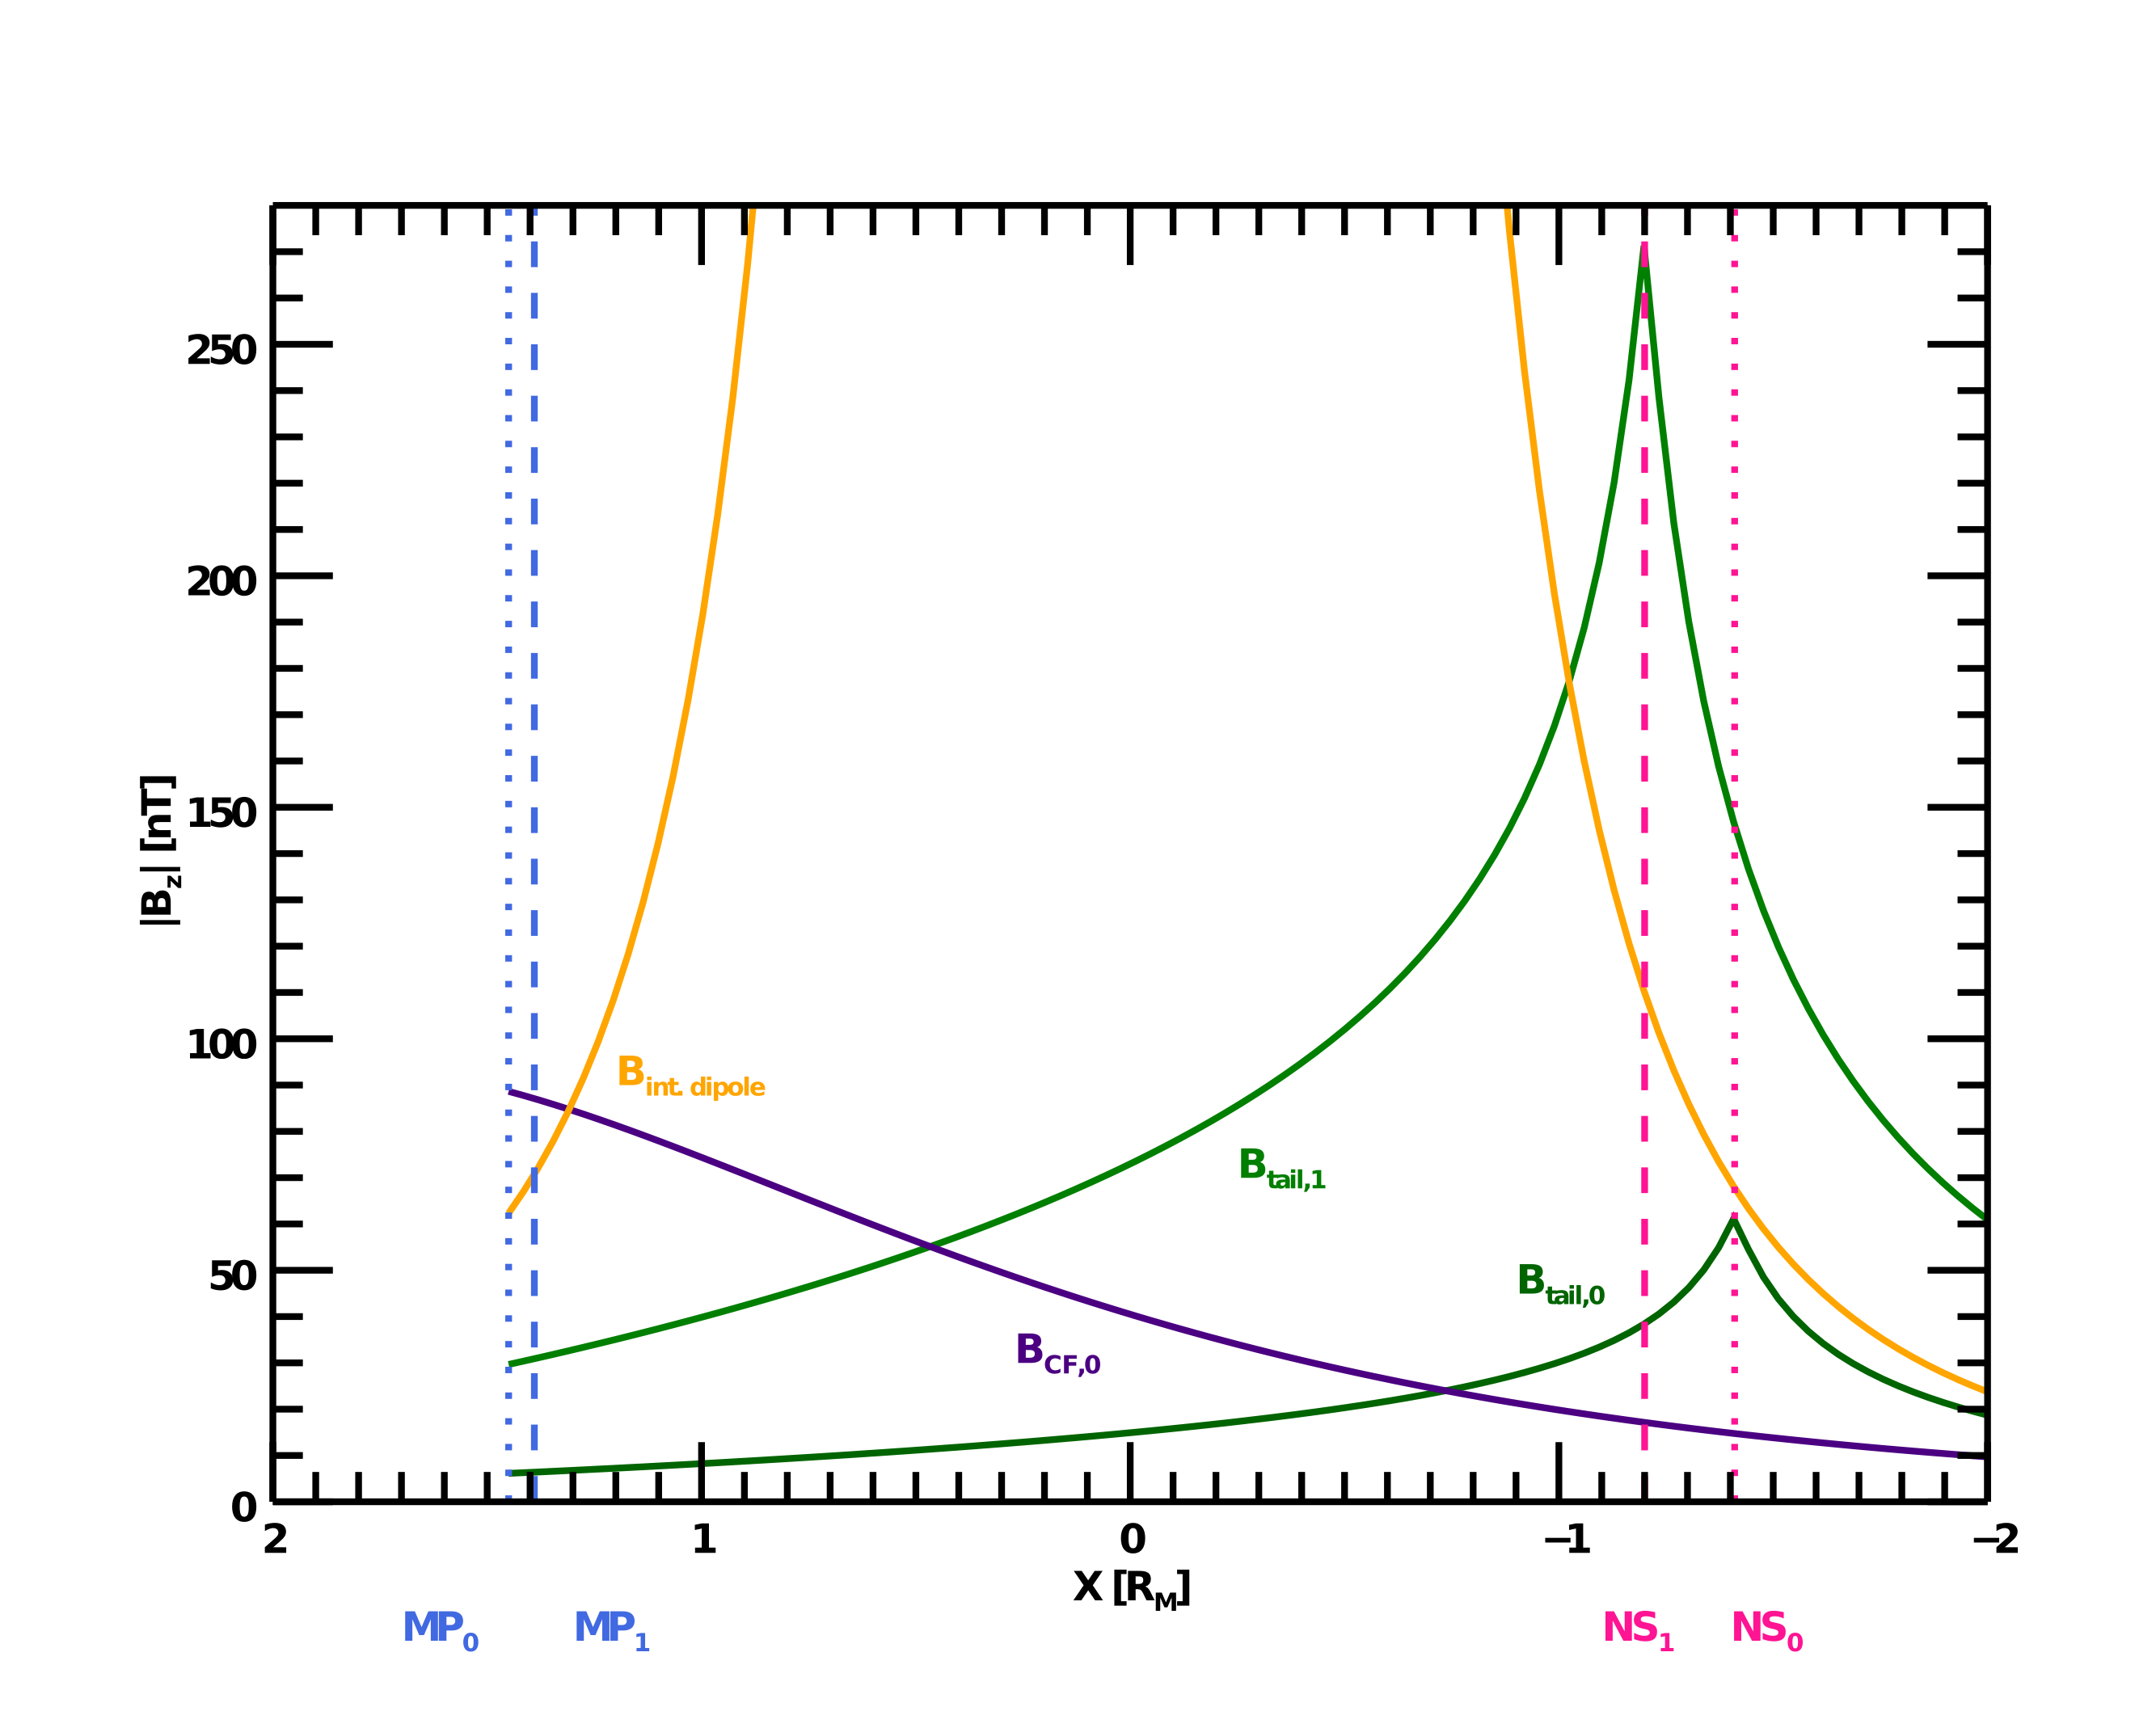 250
200
150
100
50
0
|Bz| [nT]
Bint. dipole
Btail,1
Btail,0
BCF,0
2 1 0 −1 −2
X [RM]
MP0 MP1 NS1 NS0